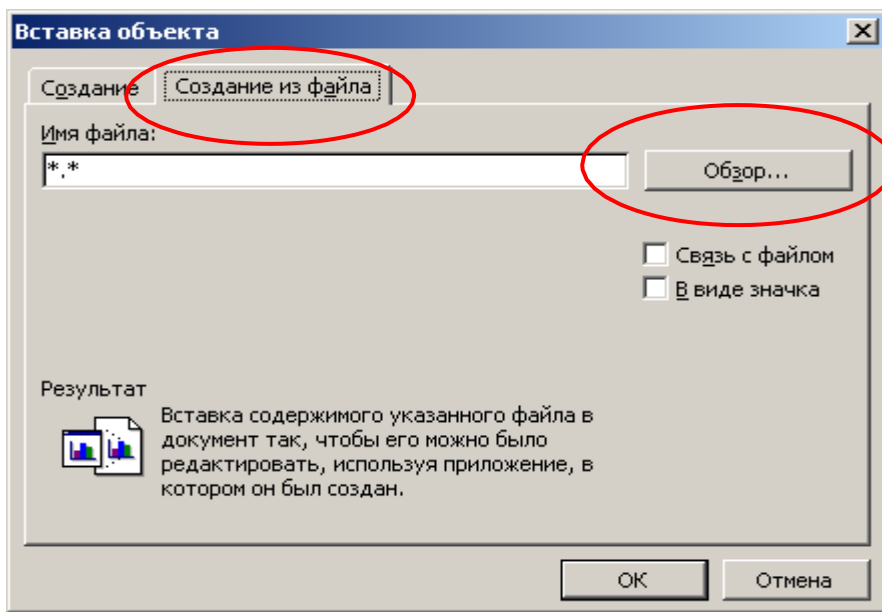 Вставка объекта
Создание
Создание из файла
Имя файла:
*.*
Обзор...
Связь с файлом
В виде значка
Результат
Вставка содержимого указанного файла в
документ так, чтобы его можно было
редактировать, используя приложение, в
котором он был создан.
ОК
Отмена